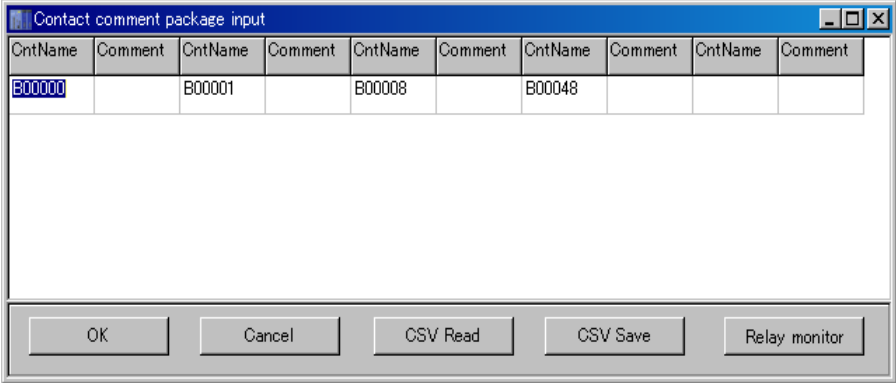 Contact comment package input
CntName Comment CntName Comment CntName Comment CntName Comment CntName Comment
B00000 B00001 B00008 B00048
OK Cancel CSV Read CSV Save Relay monitor